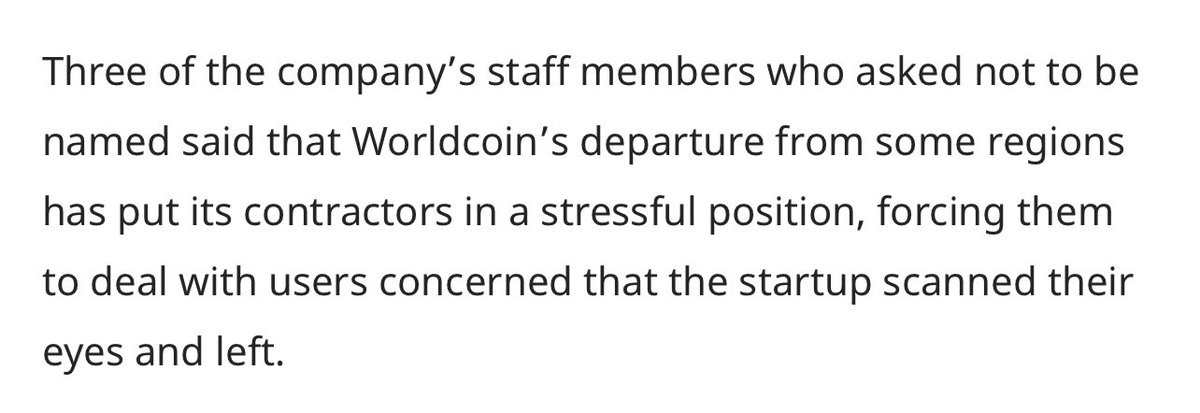 Three of the company’s staff members who asked not to be
named said that Worldcoin’s departure from some regions
has put its contractors in a stressful position, forcing them
to deal with users concerned that the startup scanned their
eyes and left.